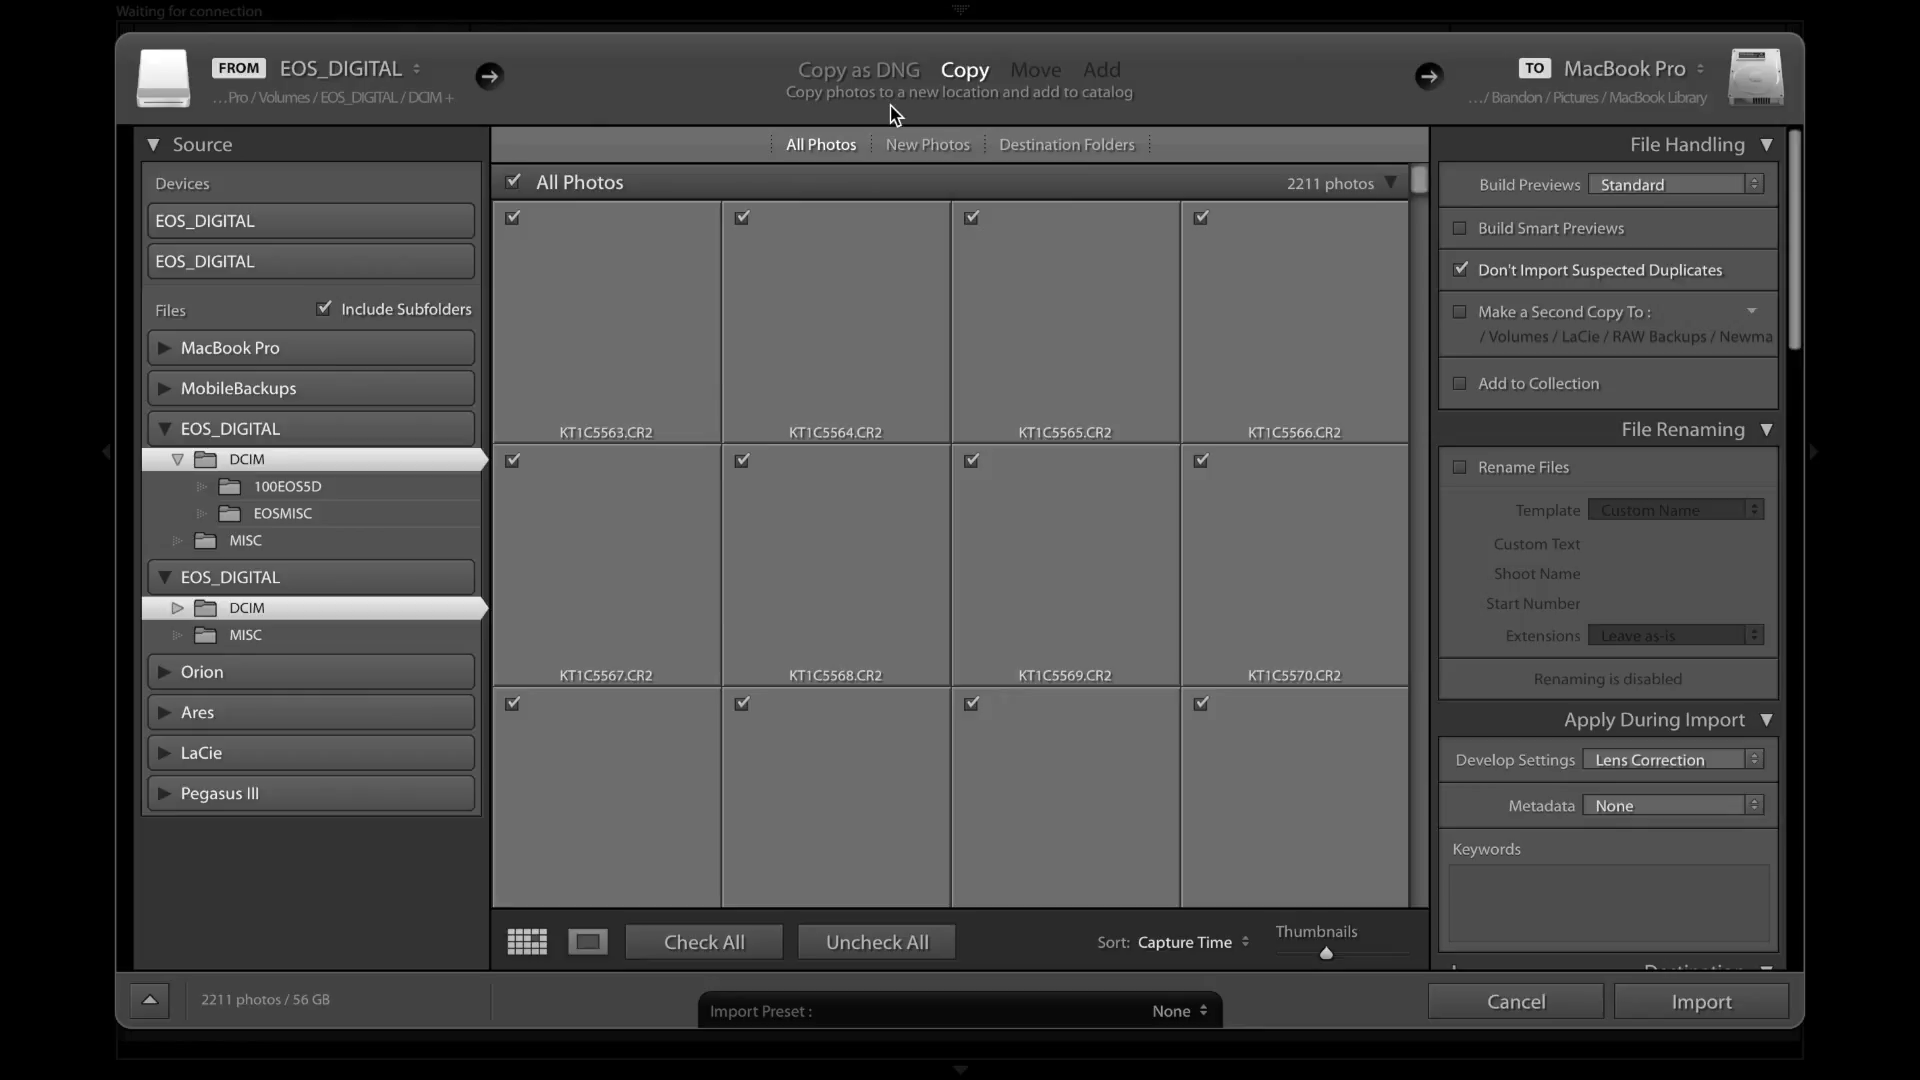 Waiting for connection
FROM EOS_DIGITAL
…Pro / Volumes / EOS_DIGITAL / DCIM +
Copy as DNG Copy Move Add
Copy photos to a new location and add to catalog
TO MacBook Pro
…/ Brandon / Pictures / MacBook Library
Source
Devices
EOS_DIGITAL
EOS_DIGITAL
Files Include Subfolders
MacBook Pro
MobileBackups
EOS_DIGITAL
DCIM
100EOS5D
EOSMISC
MISC
EOS_DIGITAL
DCIM
MISC
Orion
Ares
LaCie
Pegasus III
All Photos New Photos Destination Folders
All Photos 2211 photos
KT1C5563.CR2 KT1C5564.CR2 KT1C5565.CR2 KT1C5566.CR2
KT1C5567.CR2 KT1C5568.CR2 KT1C5569.CR2 KT1C5570.CR2
Check All Uncheck All Sort: Capture Time Thumbnails
File Handling
Build Previews Standard
Build Smart Previews
Don't Import Suspected Duplicates
Make a Second Copy To :
/ Volumes / LaCie / RAW Backups / Newma
Add to Collection
File Renaming
Rename Files
Template Custom Name
Custom Text
Shoot Name
Start Number
Extensions Leave as-is
Renaming is disabled
Apply During Import
Develop Settings Lens Correction
Metadata None
Keywords
2211 photos / 56 GB
Import Preset : None
Cancel Import